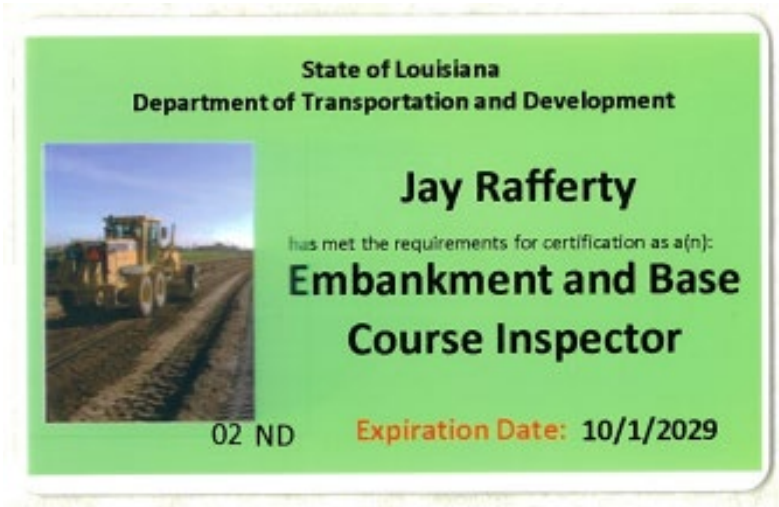 State of Louisiana
Department of Transportation and Development
Jay Rafferty
has met the requirements for certification as a(n):
Embankment and Base
Course Inspector
02 ND
Expiration Date: 10/1/2029